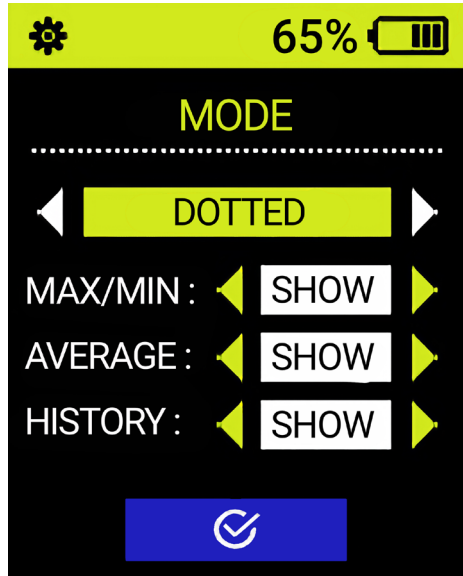 65%
MODE
DOTTED
MAX/MIN : SHOW
AVERAGE : SHOW
HISTORY : SHOW